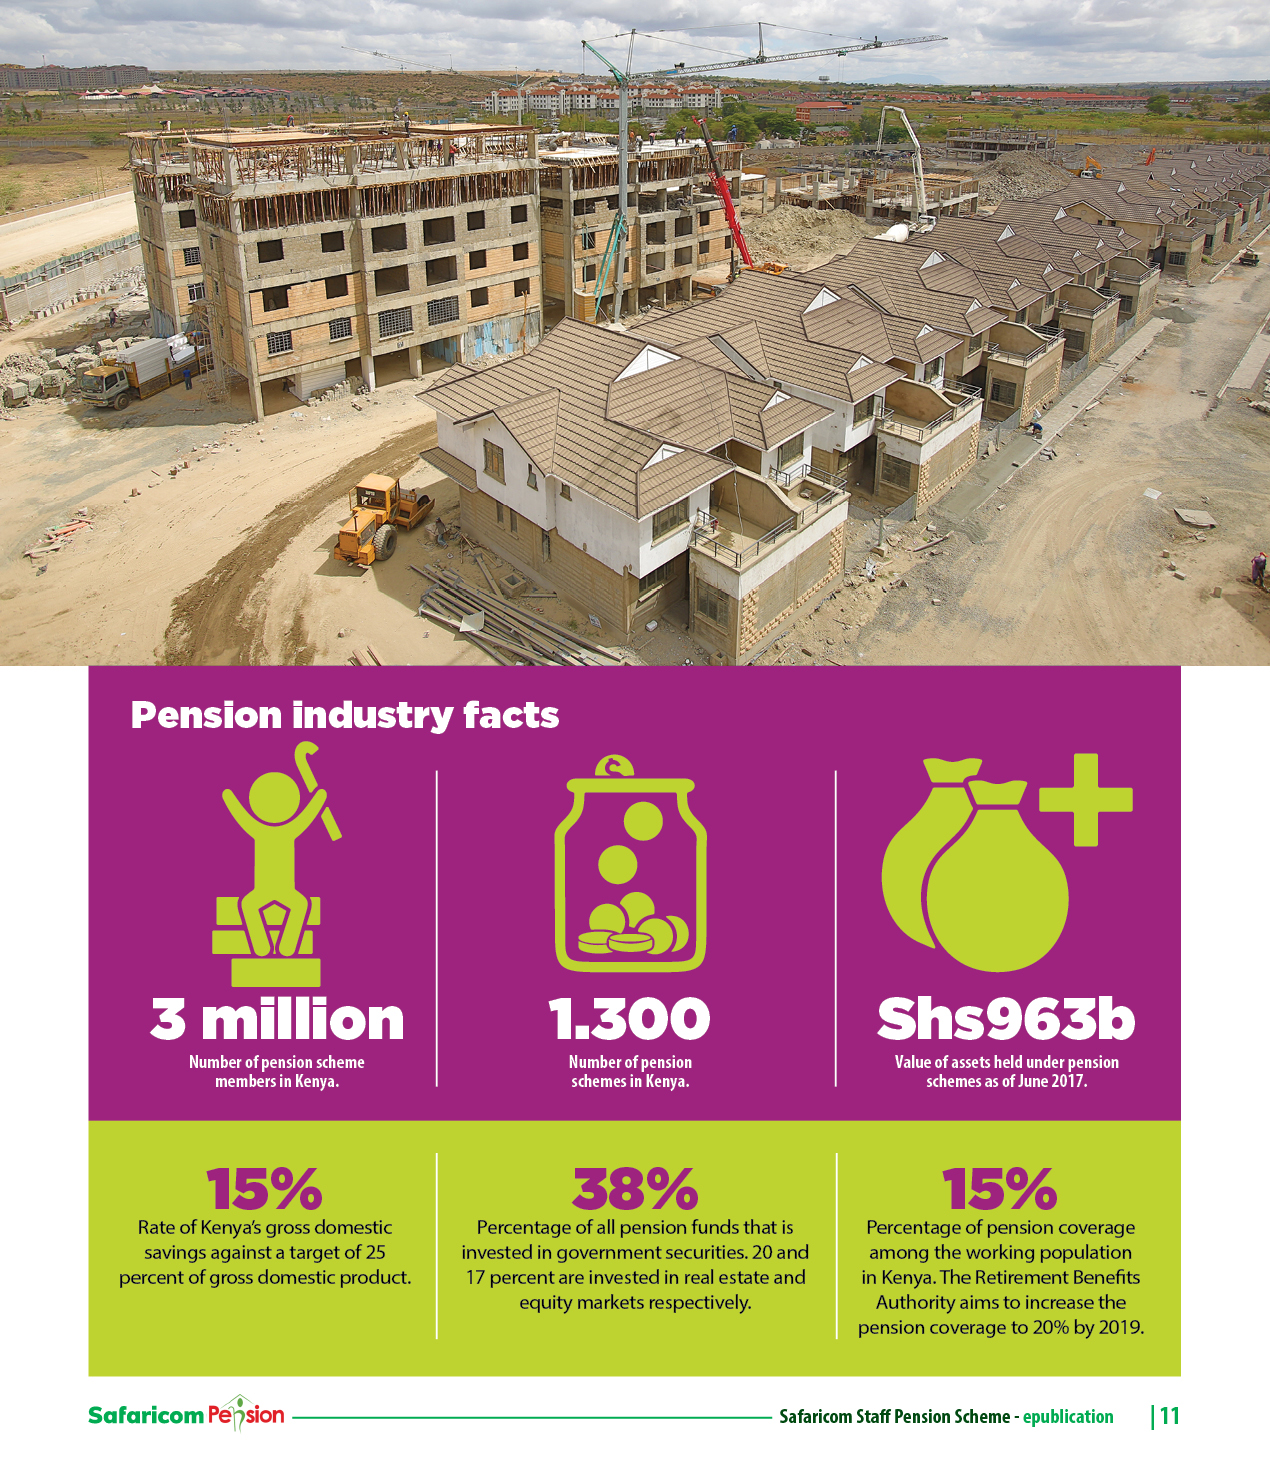 Pension industry facts
3 million
Number of pension scheme
members in Kenya.
1.300
Number of pension
schemes in Kenya.
Shs963b
Value of assets held under pension
schemes as of June 2017.
15%
Rate of Kenya's gross domestic
savings against a target of 25
percent of gross domestic product.
38%
Percentage of all pension funds that is
invested in government securities. 20 and
17 percent are invested in real estate and
equity markets respectively.
15%
Percentage of pension coverage
among the working population
in Kenya. The Retirement Benefits
Authority aims to increase the
pension coverage to 20% by 2019.
Safaricom Pension
Safaricom Staff Pension Scheme - epublication | 11